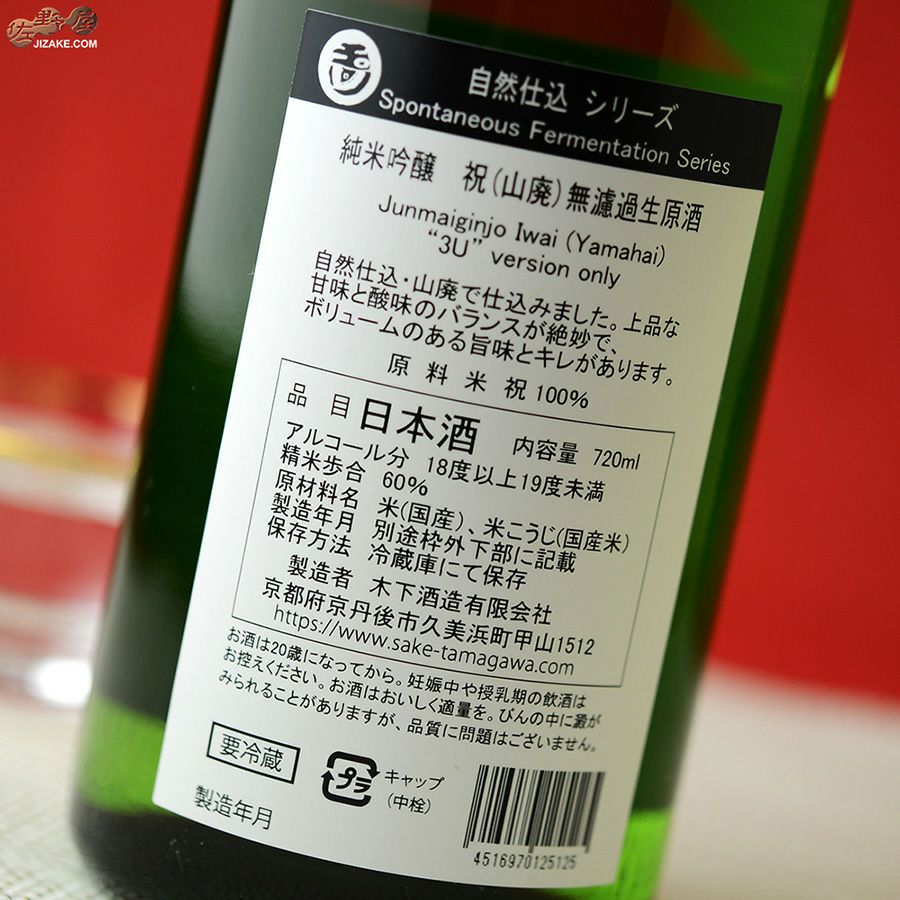 佐野屋
JIZAKE.COM
自然仕込 シリーズ
Spontaneous Fermentation Series
純米吟醸 祝(山廃)無濾過生原酒
Junmaiginjo Iwai (Yamahai)
“3U” version only
自然仕込・山廃で仕込みました。上品な
甘味と酸味のバランスが絶妙で、
ボリュームのある旨味とキレがあります。
原料米 祝100%
品目 日本酒 内容量 720ml
アルコール分 18度以上19度未満
精米歩合 60%
原材料名 米(国産)、米こうじ(国産米)
製造年月 別途枠外下部に記載
保存方法 冷蔵庫にて保存
製造者 木下酒造有限会社
京都府京丹後市久美浜町甲山1512
https://www.sake-tamagawa.com
お酒は20歳になってから。妊娠中や授乳期の飲酒は
お控えください。お酒はおいしく適量を。びんの中に澱が
みられることがありますが、品質に問題はございません。
要冷蔵
プラ
キャップ
(中栓)
製造年月
4516970125125